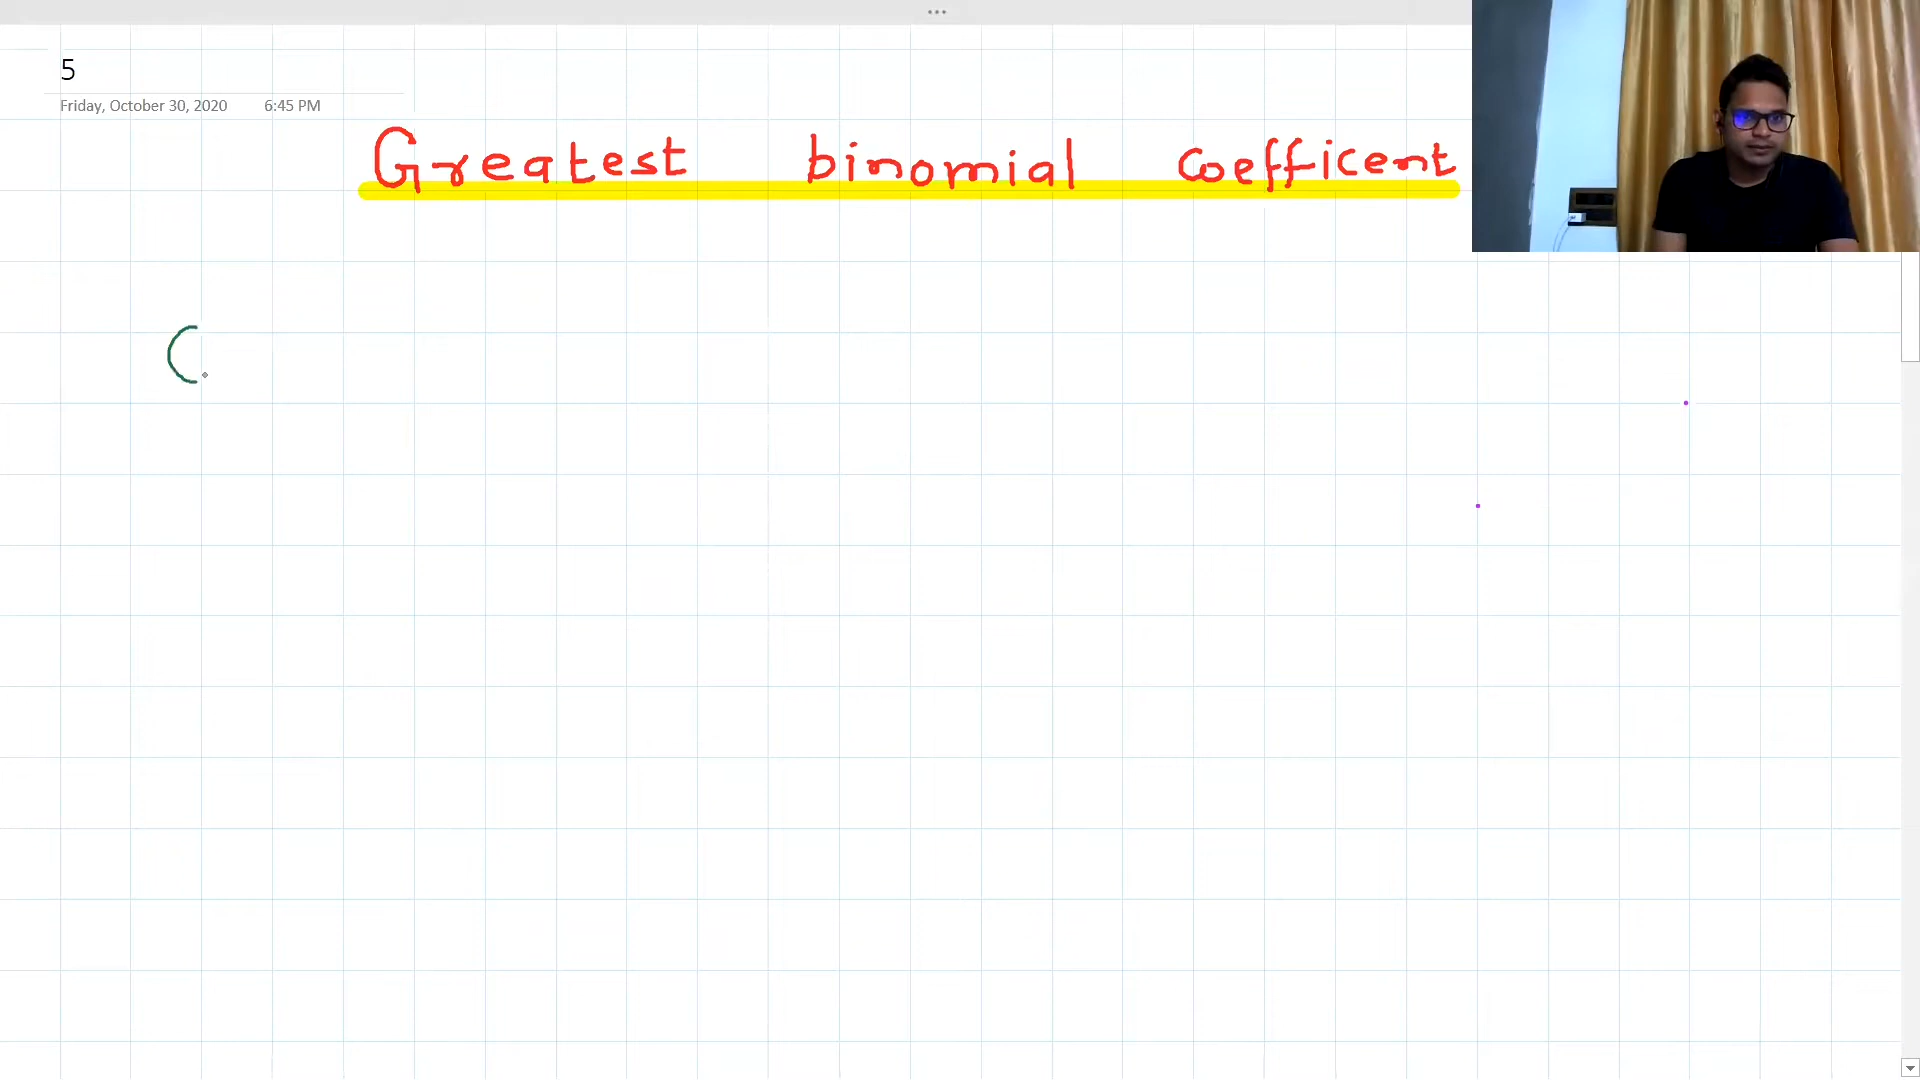 5
Friday, October 30, 2020 6:45 PM
Greatest binomial coefficent
(